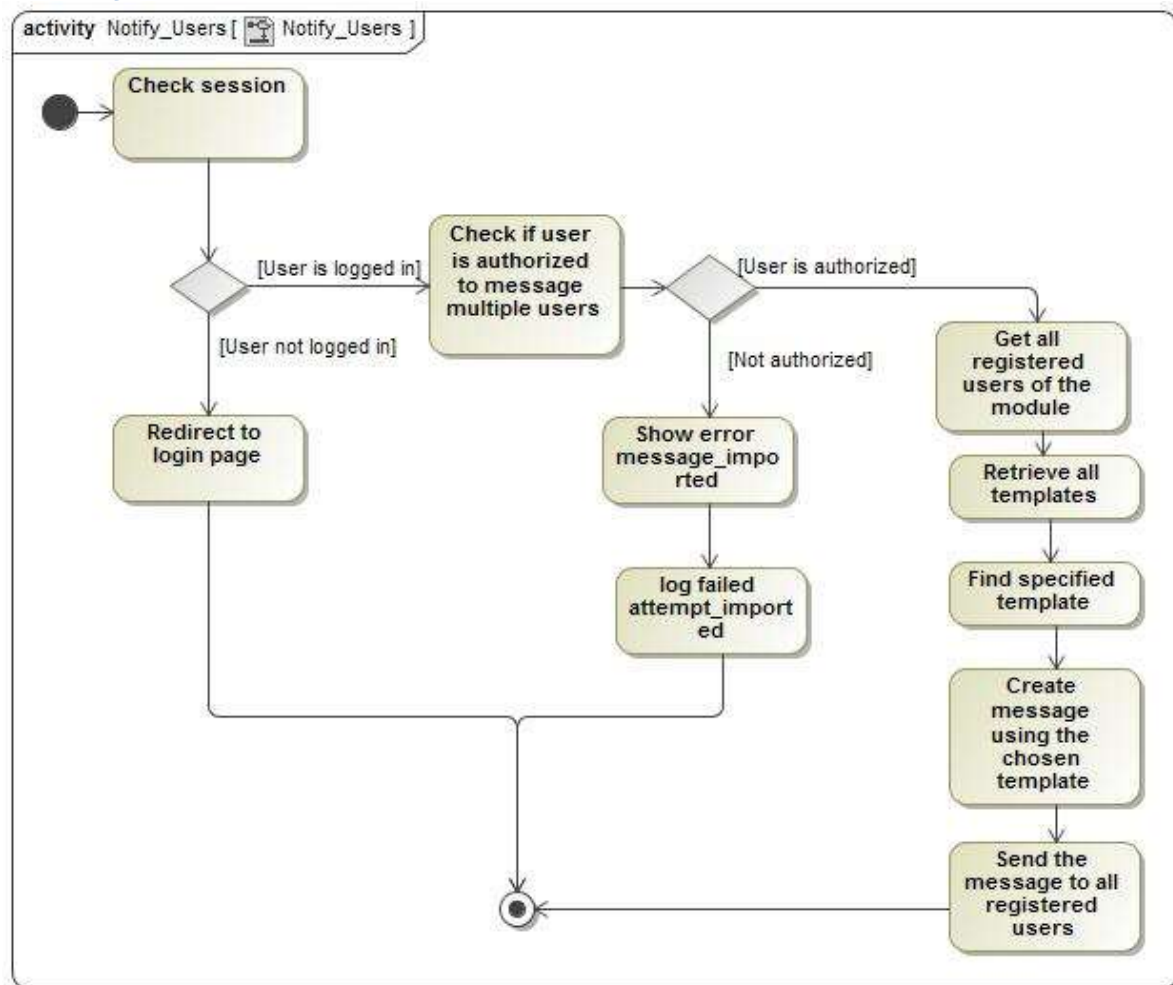 activity Notify_Users [ Notify_Users ]
Check session
[User is logged in]
Check if user
is authorized
to message
multiple users
[User is authorized]
[User not logged in]
[Not authorized]
Get all
registered
users of the
module
Redirect to
login page
Show error
message_impo
rted
Retrieve all
templates
log failed
attempt_import
ed
Find specified
template
Create
message
using the
chosen
template
Send the
message to all
registered
users